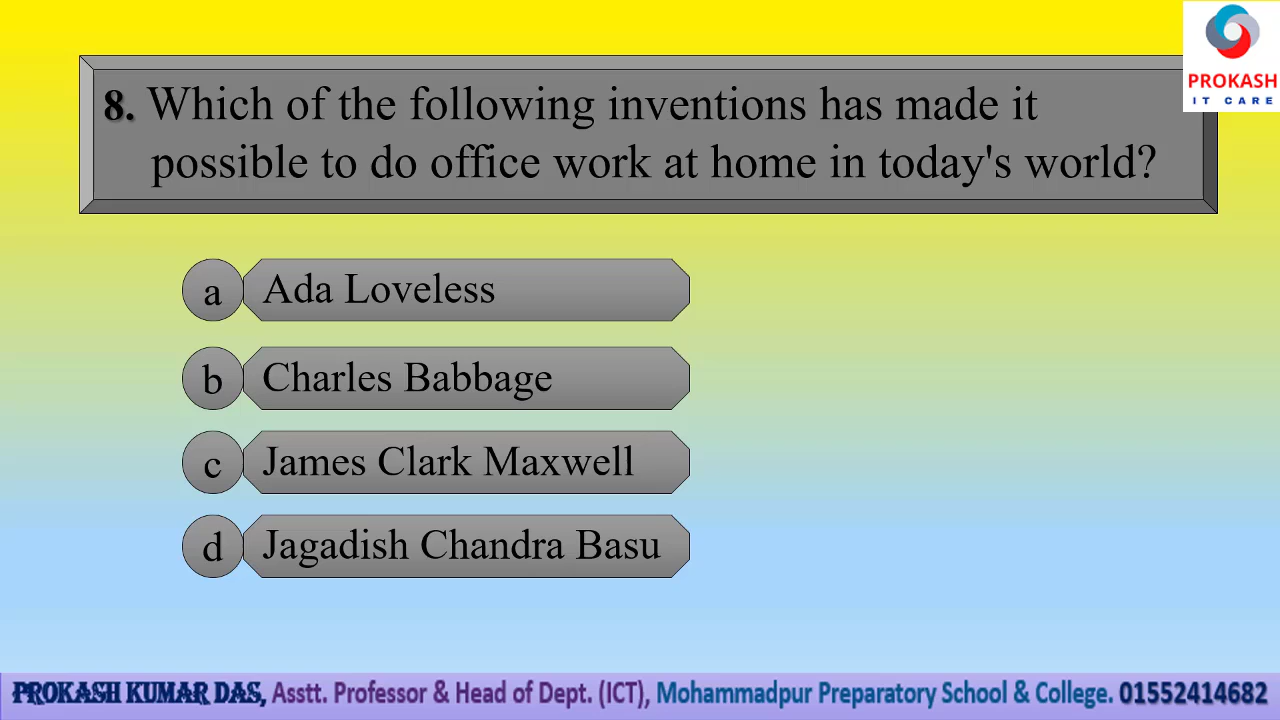 PROKASH
IT CARE
8. Which of the following inventions has made it
possible to do office work at home in today's world?
a Ada Loveless
b Charles Babbage
c James Clark Maxwell
d Jagadish Chandra Basu
PROKASH KUMAR DAS, Asstt. Professor & Head of Dept. (ICT), Mohammadpur Preparatory School & College. 01552414682